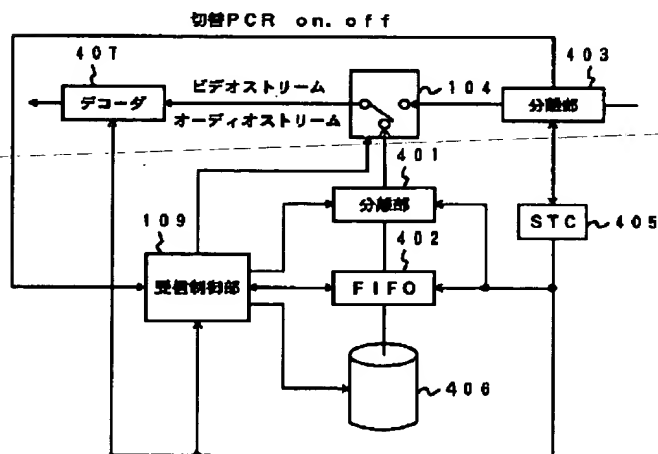 切替PCR on.off
407
403
デコーダ
ビデオストリーム
オーディオストリーム
104
分離部
401
分離部
STC
405
109
402
受信制御部
FIFO
406